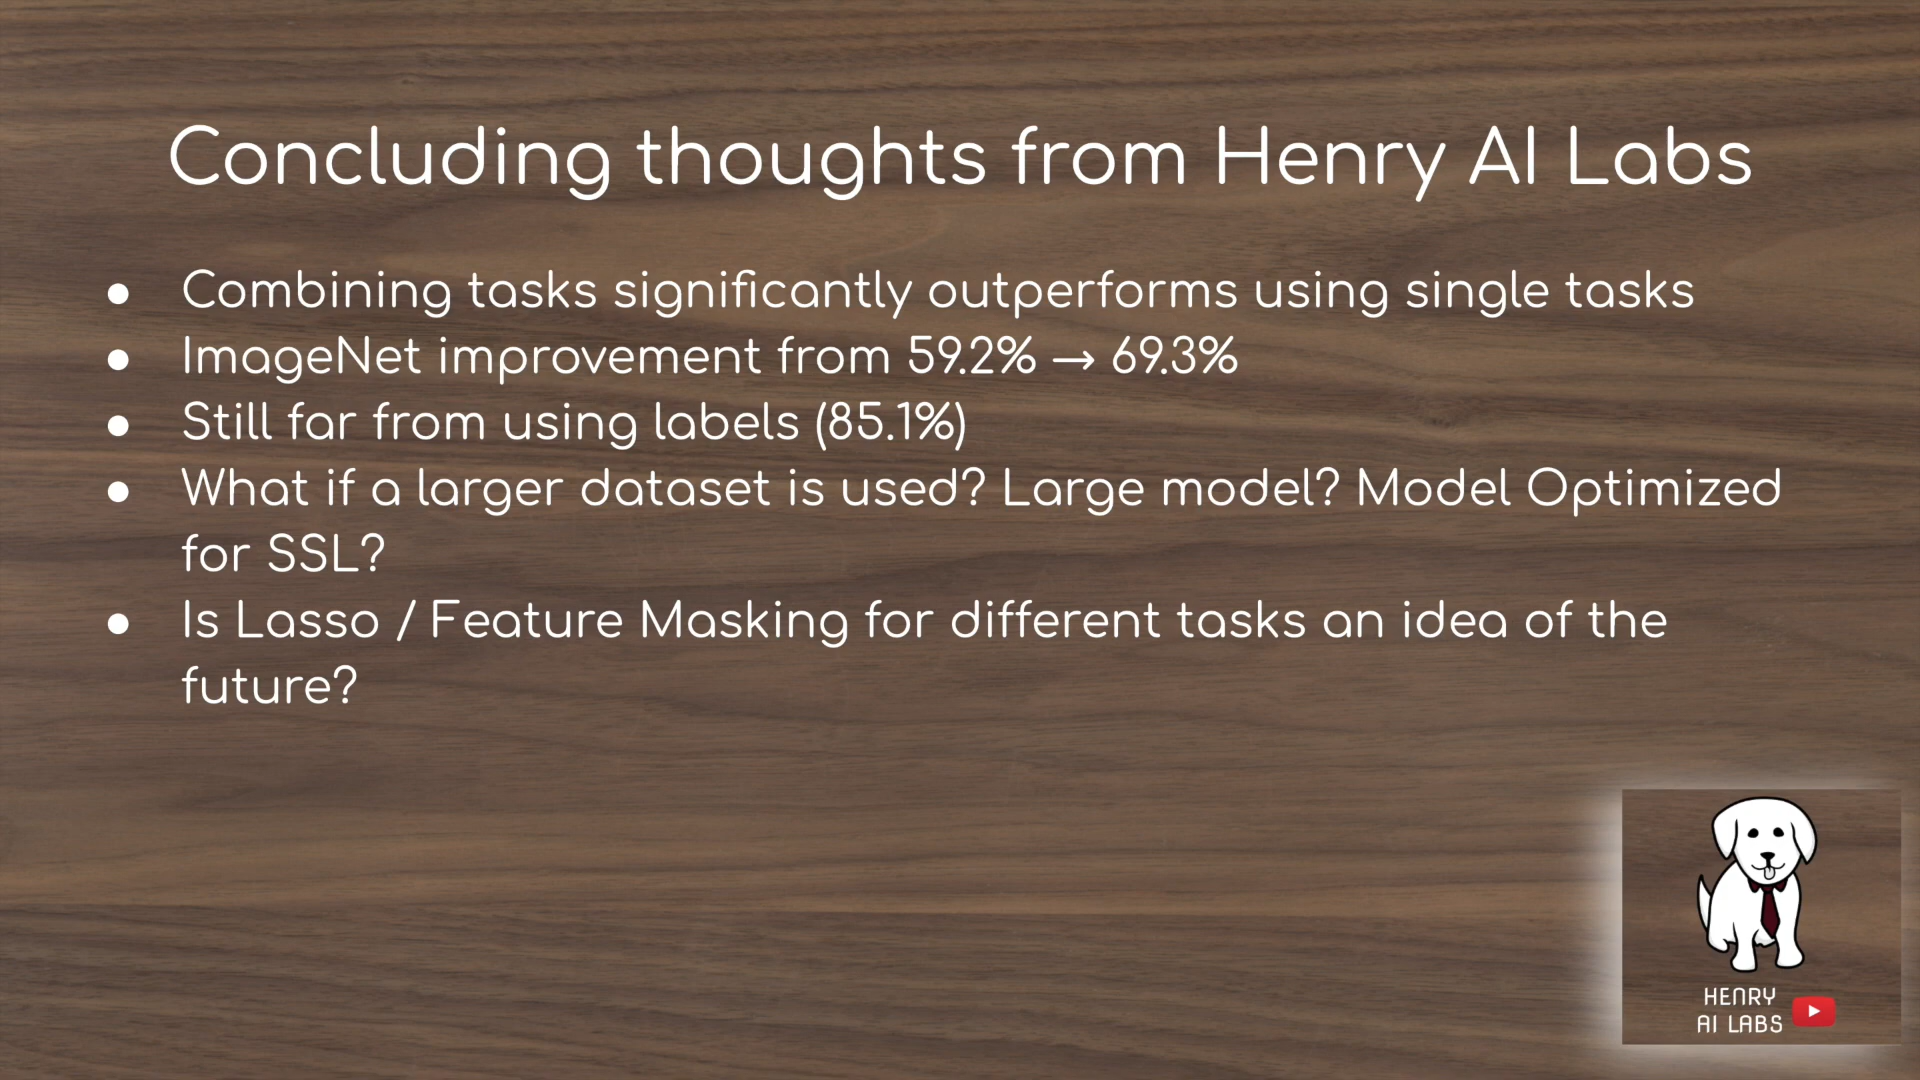 Concluding thoughts from Henry AI Labs
● Combining tasks significantly outperforms using single tasks
● ImageNet improvement from 59.2% → 69.3%
● Still far from using labels (85.1%)
● What if a larger dataset is used? Large model? Model Optimized
for SSL?
● Is Lasso / Feature Masking for different tasks an idea of the
future?
HENRY
AI LABS